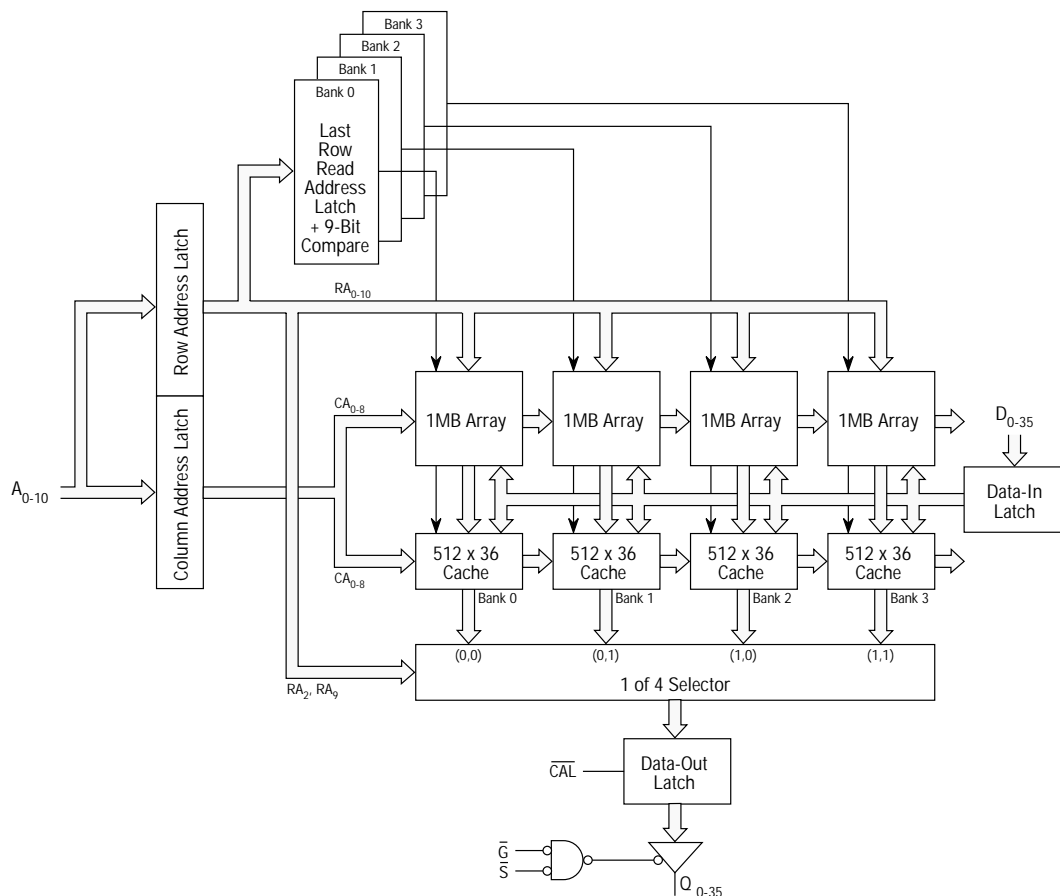 Bank 3
Bank 2
Bank 1
Bank 0
Last
Row
Read
Address
Latch
+ 9-Bit
Compare
Row Address Latch
Column Address Latch
A0-10
RA0-10
CA0-8
1MB Array
1MB Array
1MB Array
1MB Array
D0-35
Data-In
Latch
512 x 36
Cache
512 x 36
Cache
512 x 36
Cache
512 x 36
Cache
CA0-8
Bank 0
Bank 1
Bank 2
Bank 3
(0,0)
(0,1)
(1,0)
(1,1)
1 of 4 Selector
RA2, RA9
C̅A̅L̅
Data-Out
Latch
G̅
S̅
Q0-35